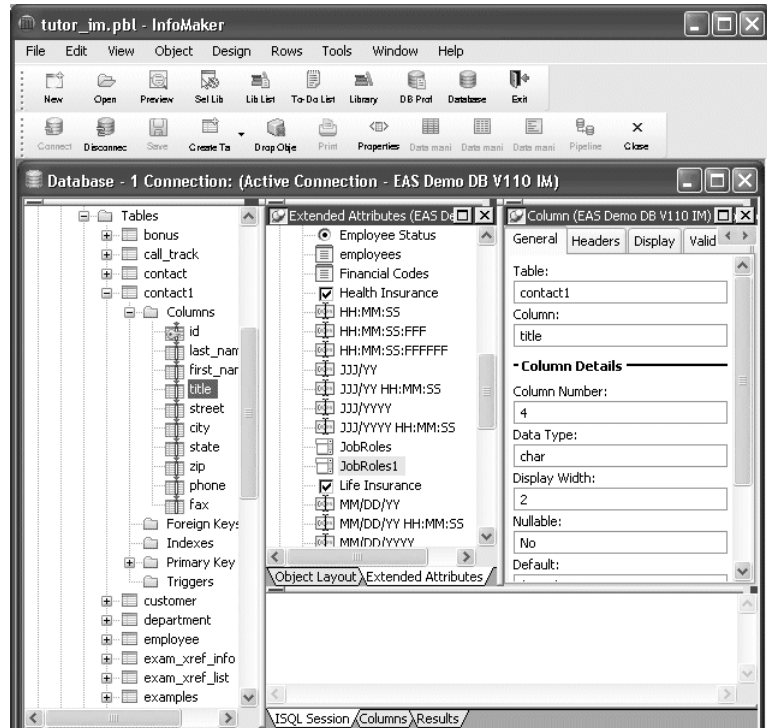 tutor_im.pbl - InfoMaker
File Edit View Object Design Rows Tools Window Help
New Open Preview Sel Lib Lib List To-Do List Library DB Prof Database Exit
Connect Disconnec Save Create Ta Drop Obje Print Properties Data mani Data mani Data mani Pipeline Close
Database - 1 Connection: (Active Connection - EAS Demo DB V110 IM)
Tables
bonus
call_track
contact
contact1
Columns
id
last_nam
first_nar
title
street
city
state
zip
phone
fax
Foreign Keys
Indexes
Primary Key
Triggers
customer
department
employee
exam_xref_info
exam_xref_list
examples
Extended Attributes (EAS De
Employee Status
employees
Financial Codes
Health Insurance
HH:MM:SS
HH:MM:SS:FFF
HH:MM:SS:FFFFFF
JJJ/YY
JJJ/YY HH:MM:SS
JJJ/YYYY
JJJ/YYYY HH:MM:SS
JobRoles
JobRoles1
Life Insurance
MM/DD/YY
MM/DD/YY HH:MM:SS
MM/DD/YYYY
Object Layout Extended Attributes
Column (EAS Demo DB V110 IM)
General Headers Display Valid
Table:
contact1
Column:
title
- Column Details
Column Number:
4
Data Type:
char
Display Width:
2
Nullable:
No
Default:
ISQL Session Columns Results